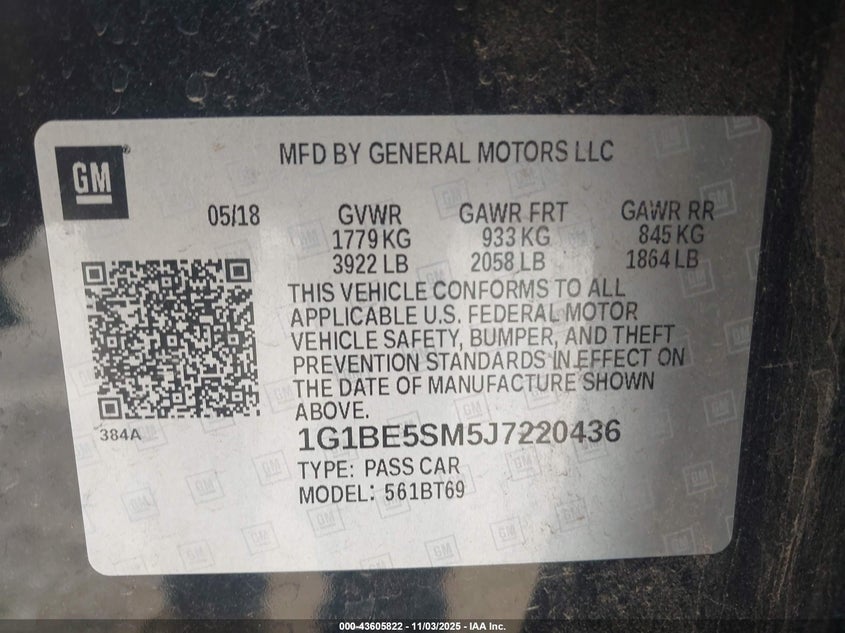 GM
MFD BY GENERAL MOTORS LLC
05/18 GVWR GAWR FRT GAWR RR
1779 KG 933 KG 845 KG
3922 LB 2058 LB 1864 LB
THIS VEHICLE CONFORMS TO ALL
APPLICABLE U.S. FEDERAL MOTOR
VEHICLE SAFETY, BUMPER, AND THEFT
PREVENTION STANDARDS IN EFFECT ON
THE DATE OF MANUFACTURE SHOWN
ABOVE.
384A
1G1BE5SM5J7220436
TYPE: PASS CAR
MODEL: 561BT69
000-43605822 - 11/03/2025 - IAA Inc.